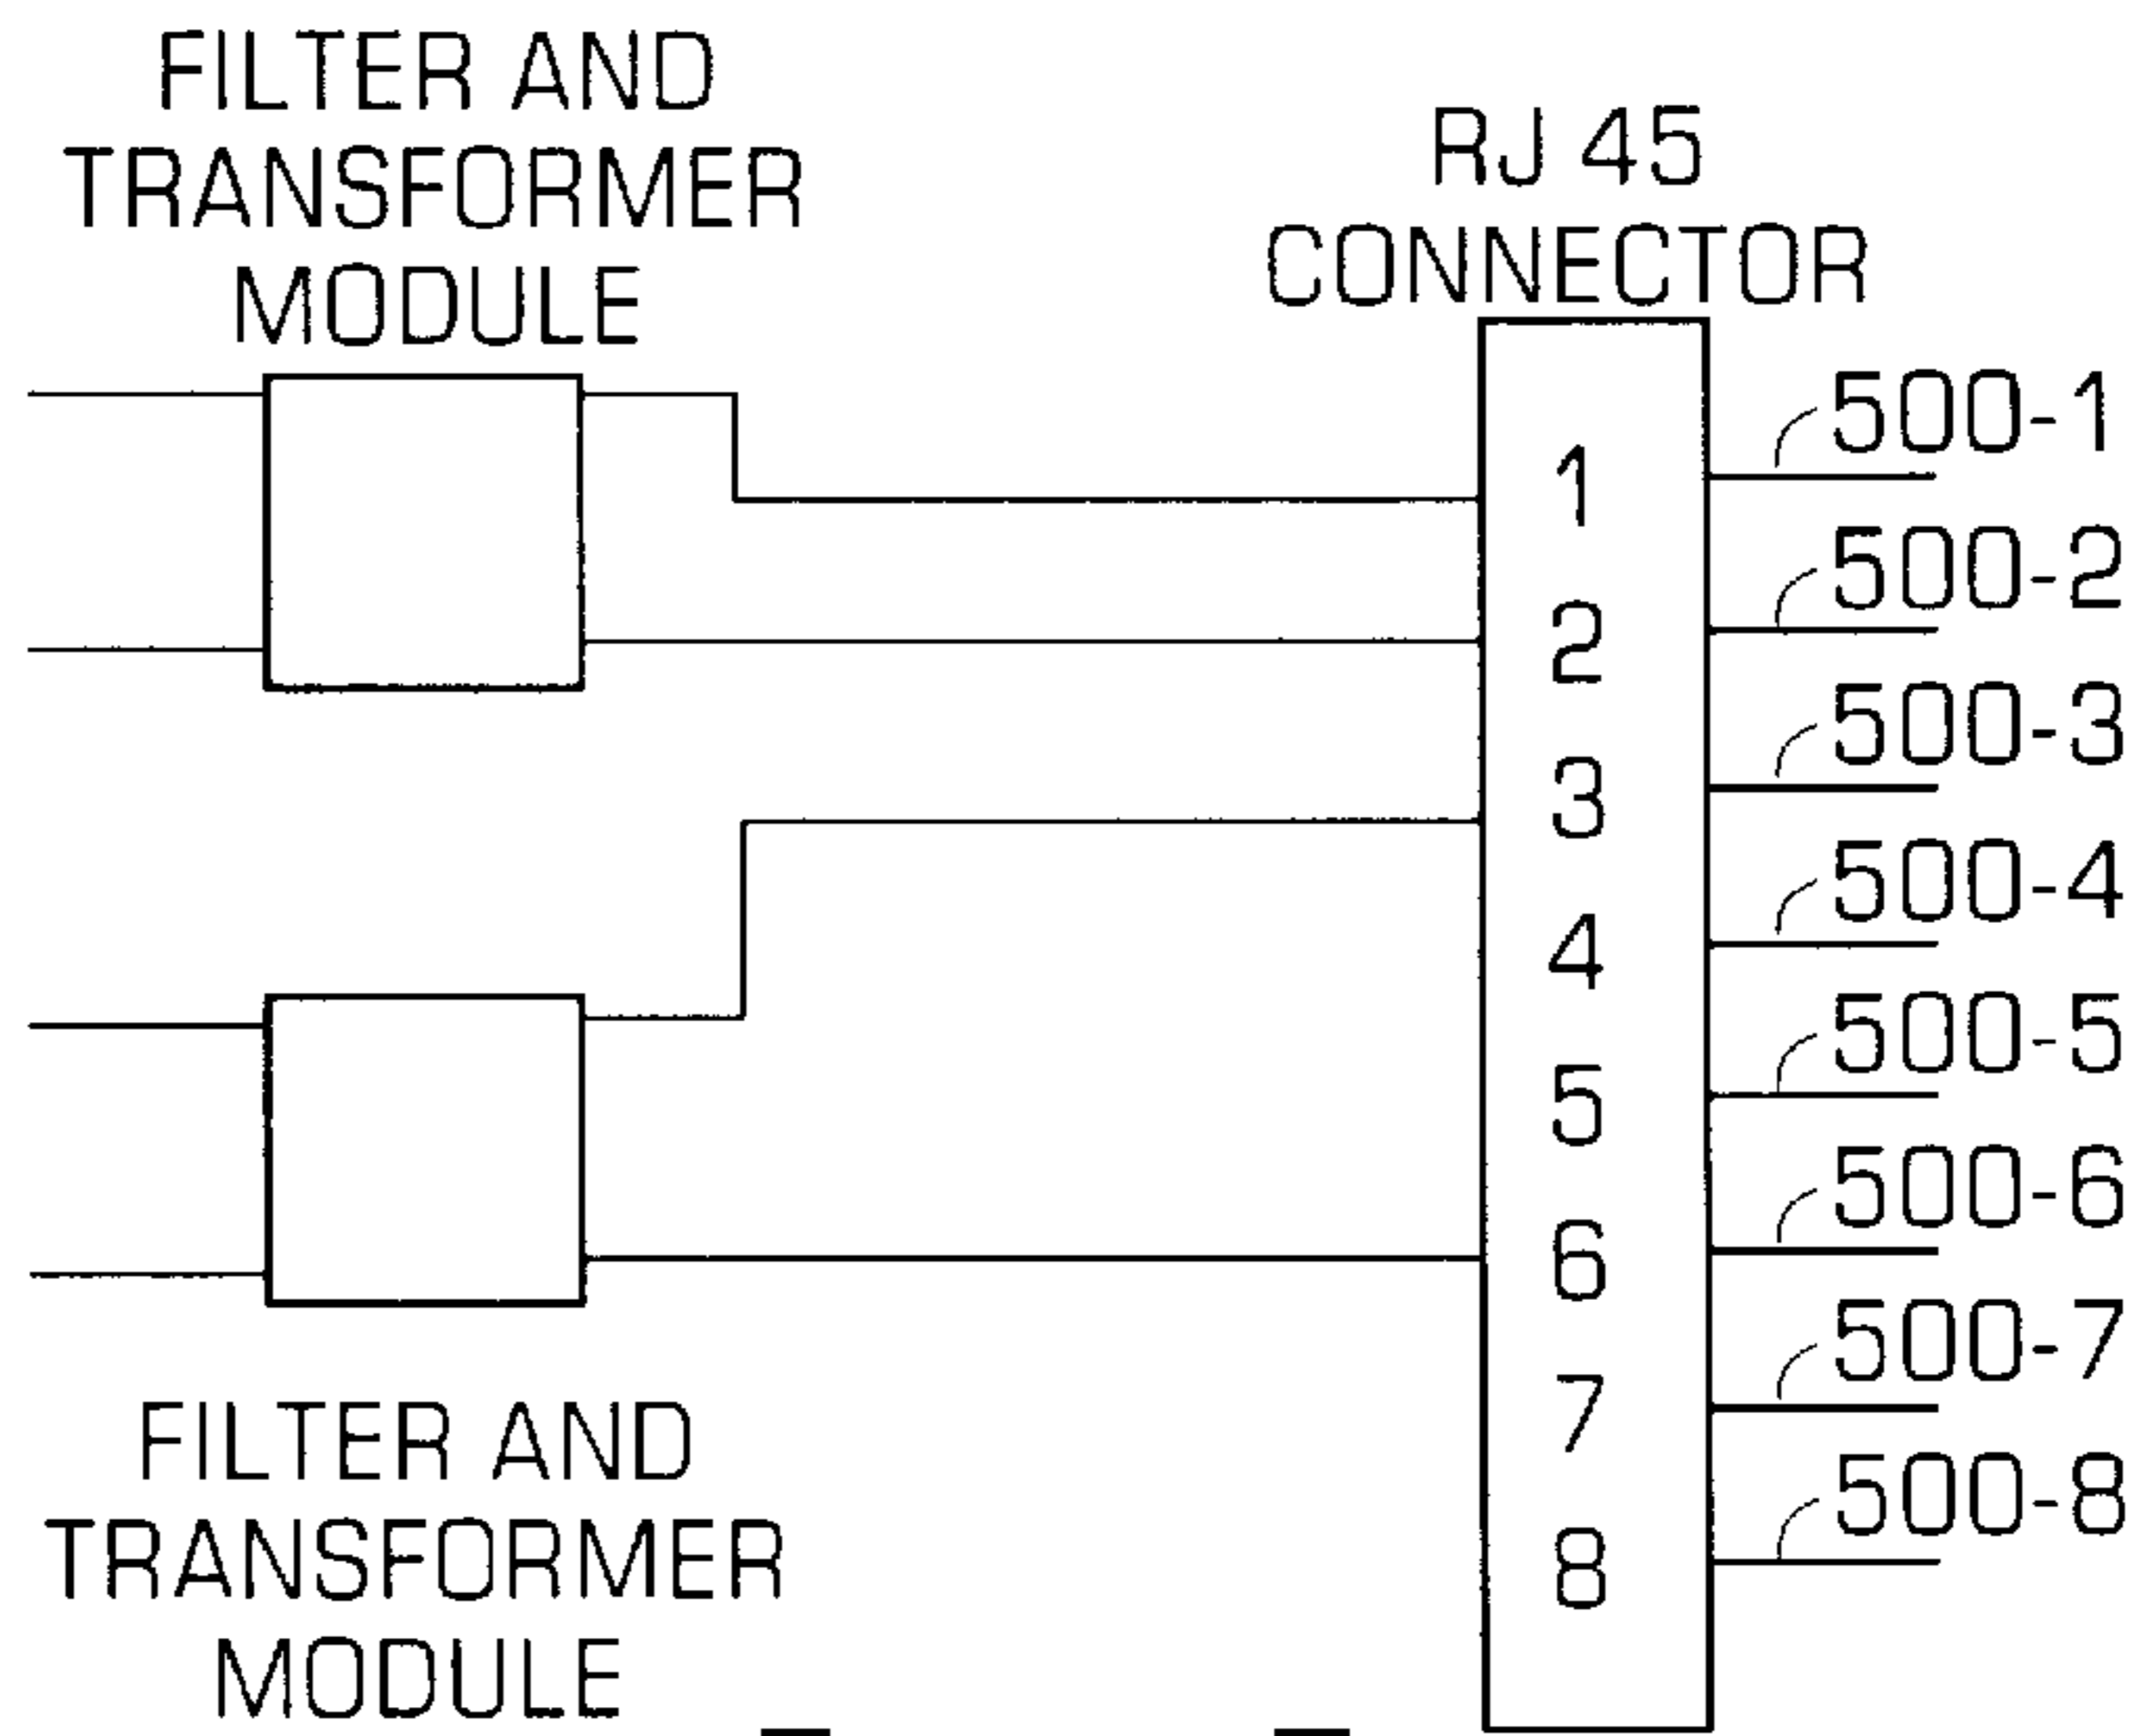 FILTER AND
TRANSFORMER
MODULE
RJ 45
CONNECTOR
1
2
3
4
5
6
7
8
500-1
500-2
500-3
500-4
500-5
500-6
500-7
500-8
FILTER AND
TRANSFORMER
MODULE